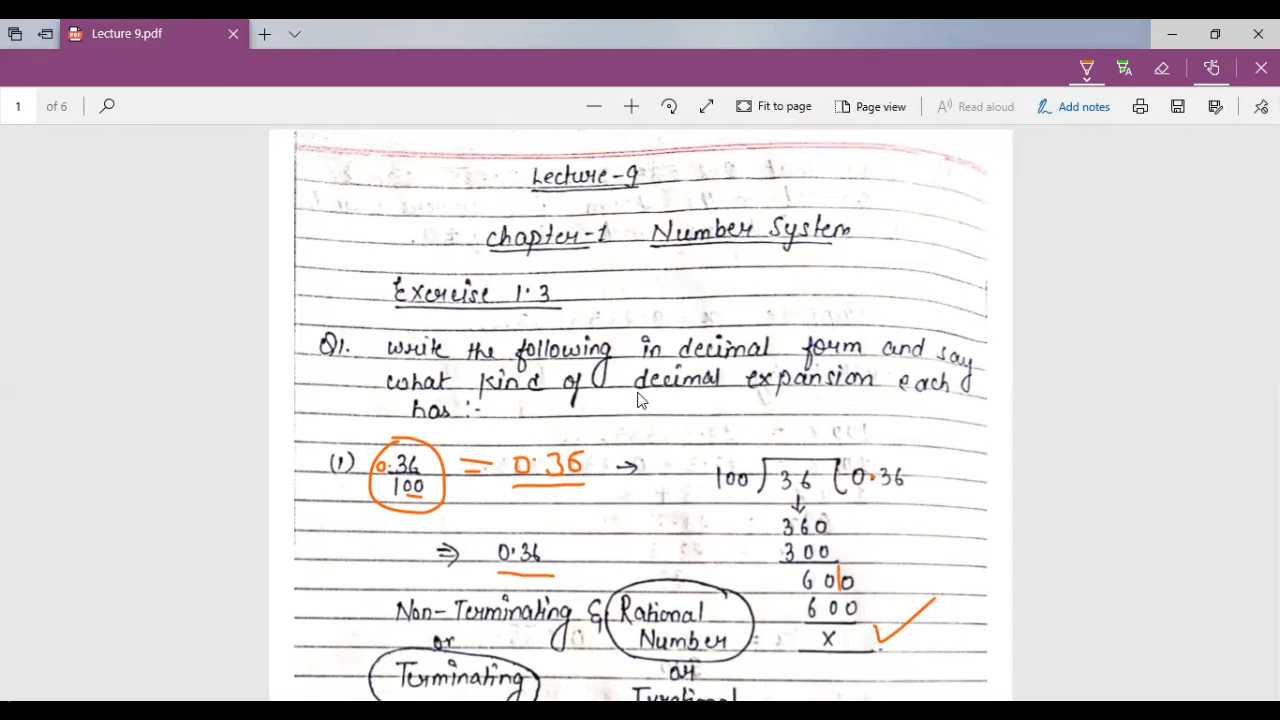 Lecture 9.pdf
1 of 6
Fit to page
Page view
Read aloud
Add notes
Lecture-9
Chapter-1 Number System
Exercise 1.3
Q1. Write the following in decimal form and say
what kind of decimal expansion each
has :-
(1) 0.36 = 0.36 → 100 36 0.36
100
360
300
⇒ 0.36
600
Non-Terminating & Rational 600
or Number x
Terminating or
Irrational